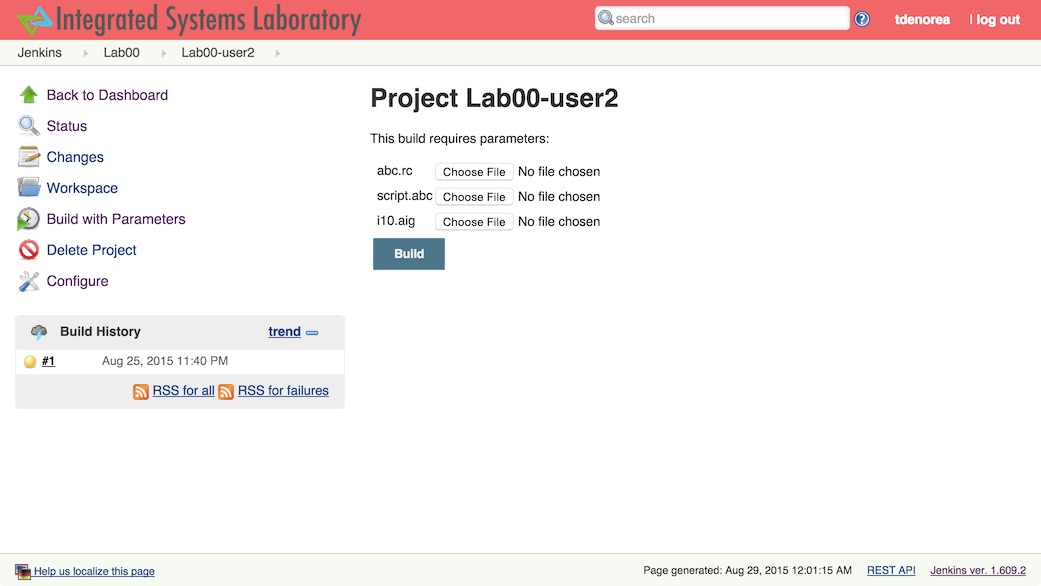 Integrated Systems Laboratory
search
tdenorea | log out
Jenkins Lab00 Lab00-user2
Back to Dashboard
Status
Changes
Workspace
Build with Parameters
Delete Project
Configure
Build History trend
#1 Aug 25, 2015 11:40 PM
RSS for all RSS for failures
Project Lab00-user2
This build requires parameters:
abc.rc Choose File No file chosen
script.abc Choose File No file chosen
i10.aig Choose File No file chosen
Build
Help us localize this page
Page generated: Aug 29, 2015 12:01:15 AM REST API Jenkins ver. 1.609.2